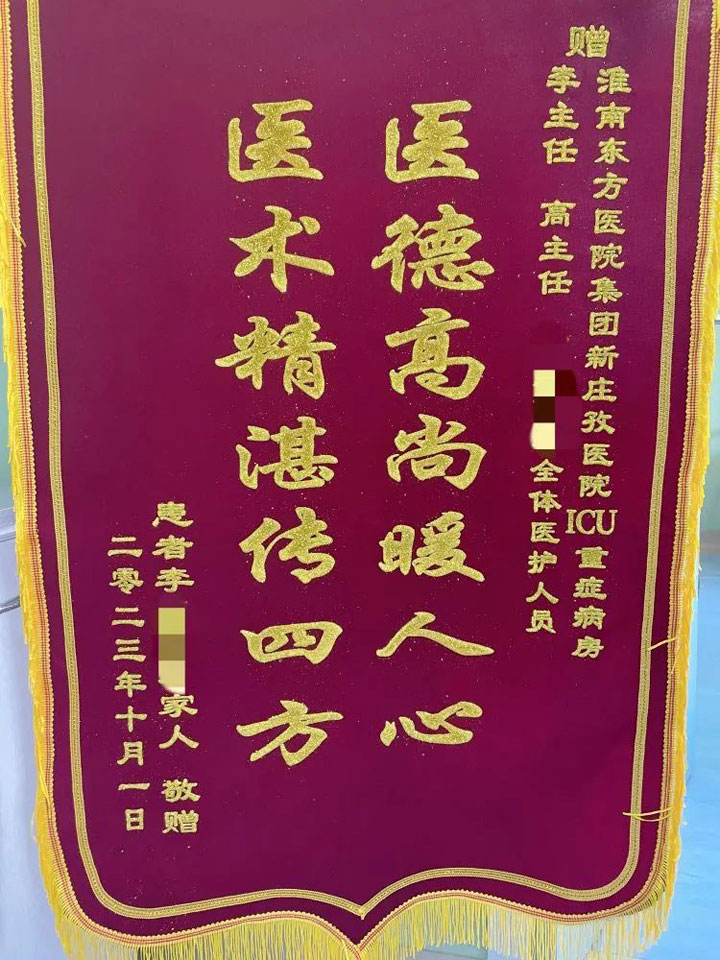 赠
淮南东方医院集团新庄孜医院ICU重症病房
李主任 高主任 全体医护人员
医德高尚暖人心
医术精湛传四方
患者李 家人 敬赠
二零二三年十月一日